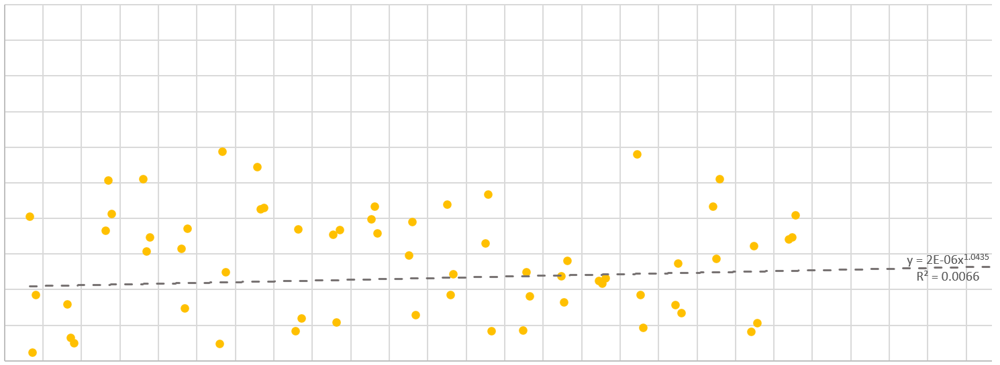 y = 2E-06x^1.0435
R² = 0.0066